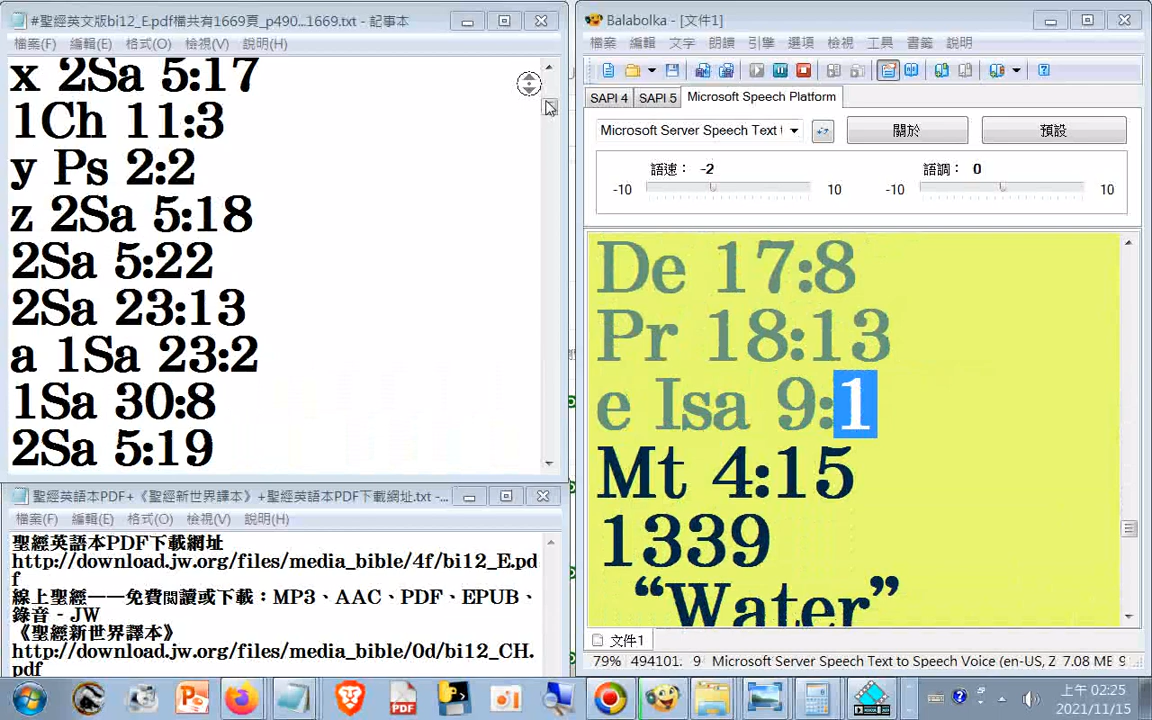 #聖經英文版bi12_E.pdf檔共有1669頁_p490...1669.txt - 記事本
檔案(F) 編輯(E) 格式(O) 檢視(V) 說明(H)
x 2Sa 5:17
1Ch 11:3
y Ps 2:2
z 2Sa 5:18
2Sa 5:22
2Sa 23:13
a 1Sa 23:2
1Sa 30:8
2Sa 5:19
聖經英語本PDF+《聖經新世界譯本》+聖經英語本PDF下載網址.txt - ...
檔案(F) 編輯(E) 格式(O) 檢視(V) 說明(H)
聖經英語本PDF下載網址
http://download.jw.org/files/media_bible/4f/bi12_E.pd
f
線上聖經——免費閱讀或下載：MP3、AAC、PDF、EPUB、
錄音 - JW
《聖經新世界譯本》
http://download.jw.org/files/media_bible/0d/bi12_CH.
pdf
Balabolka - [文件1]
檔案 編輯 文字 朗讀 引擎 選項 檢視 工具 書籤 說明
SAPI 4 SAPI 5 Microsoft Speech Platform
Microsoft Server Speech Text 關於 預設
語速： -2 語調： 0
-10 10 -10 10
De 17:8
Pr 18:13
e Isa 9:1
Mt 4:15
1339
“Water”
文件1
79% 494101. 9 Microsoft Server Speech Text to Speech Voice (en-US, Z 7.08 MB 9
PDF
上午 02:25
2021/11/15